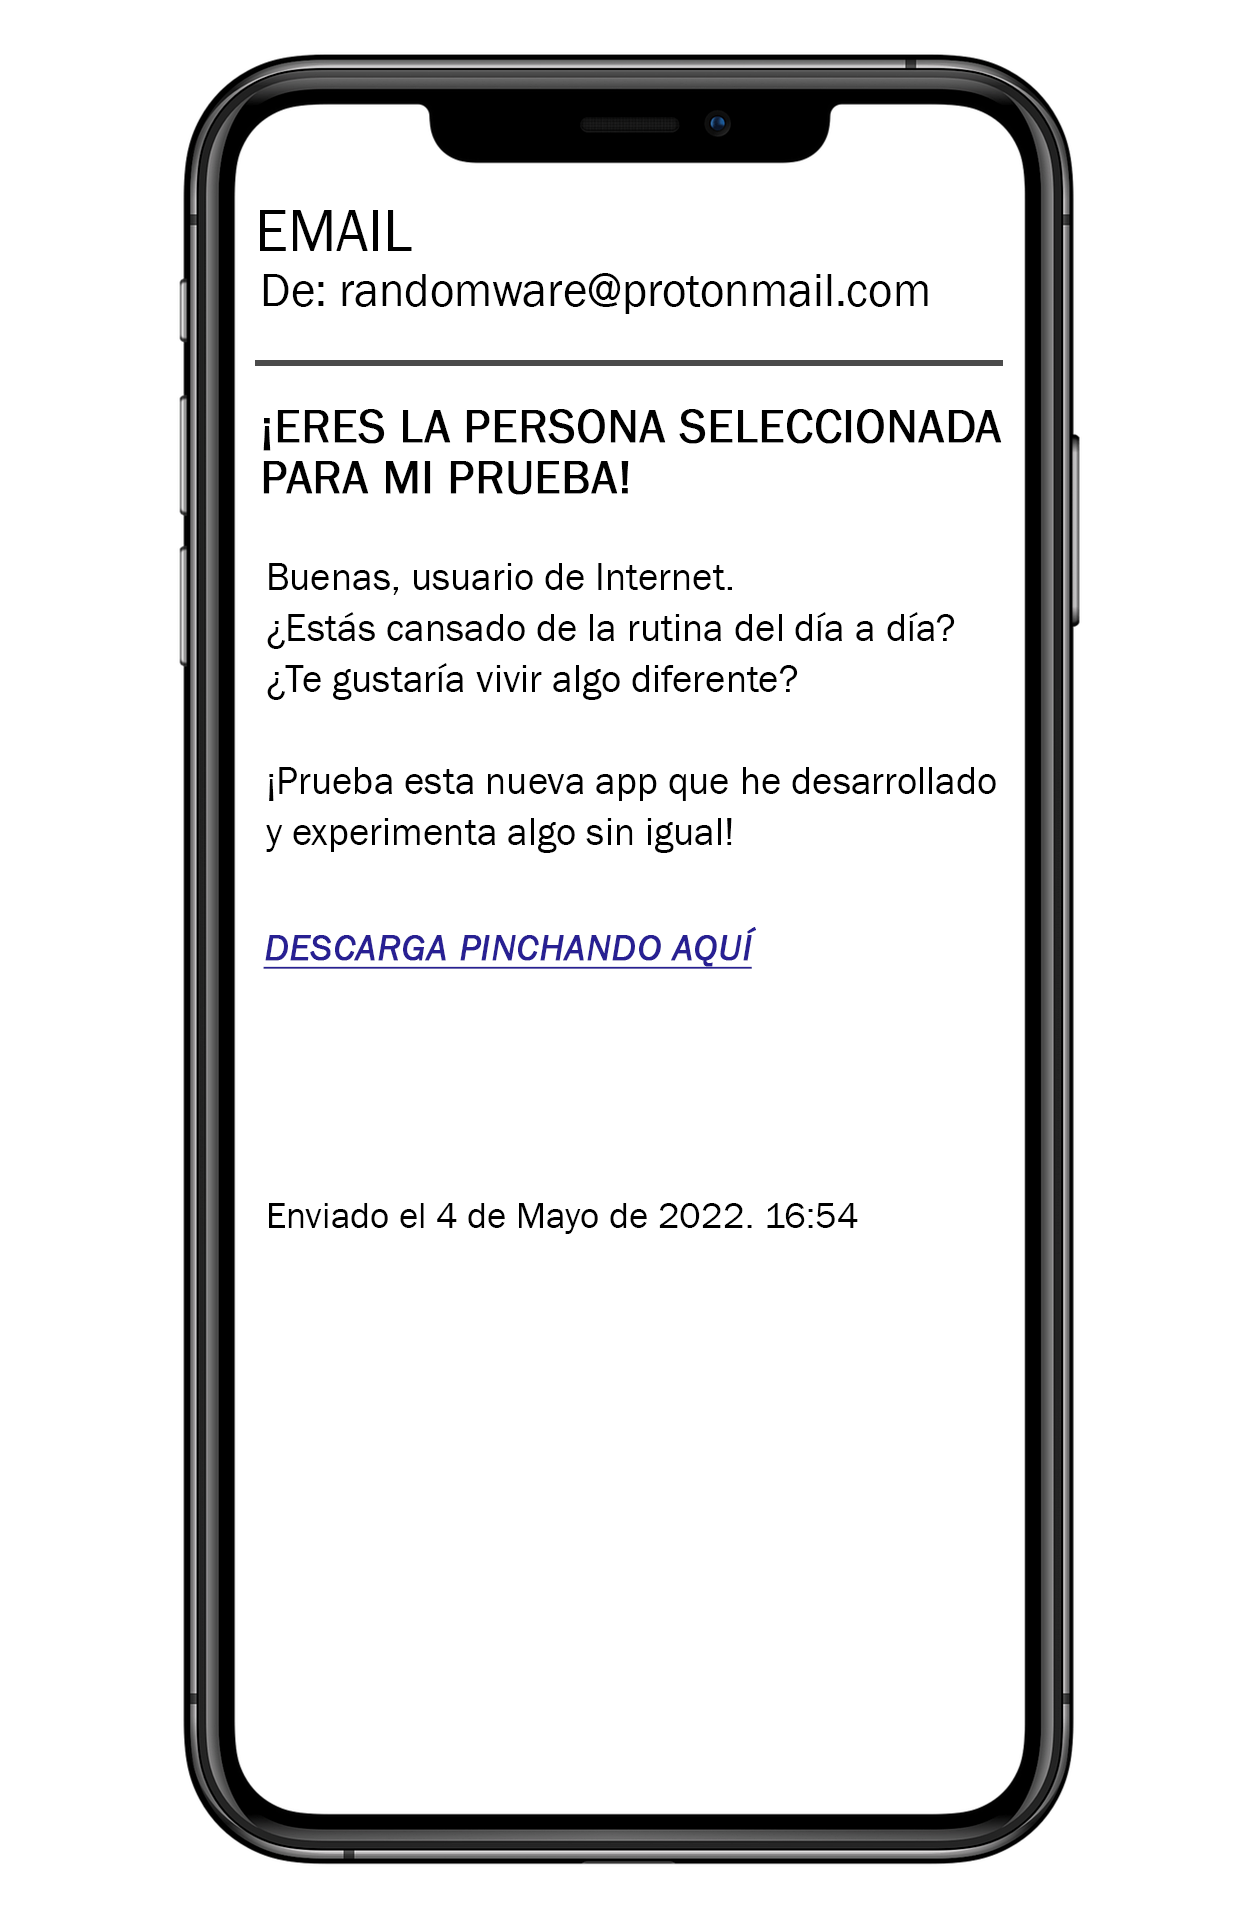 EMAIL
De: randomware@protonmail.com
¡ERES LA PERSONA SELECCIONADA
PARA MI PRUEBA!
Buenas, usuario de Internet.
¿Estás cansado de la rutina del día a día?
¿Te gustaría vivir algo diferente?
¡Prueba esta nueva app que he desarrollado
y experimenta algo sin igual!
DESCARGA PINCHANDO AQUÍ
Enviado el 4 de Mayo de 2022. 16:54